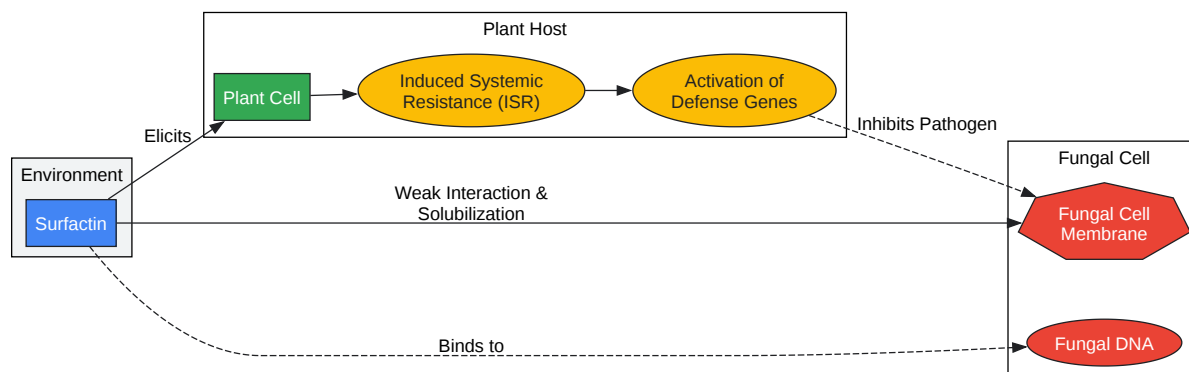 Plant Host
Plant Cell
Induced Systemic
Resistance (ISR)
Activation of
Defense Genes
Elicits
Inhibits Pathogen
Environment
Surfactin
Weak Interaction &
Solubilization
Fungal Cell
Fungal Cell
Membrane
Binds to
Fungal DNA